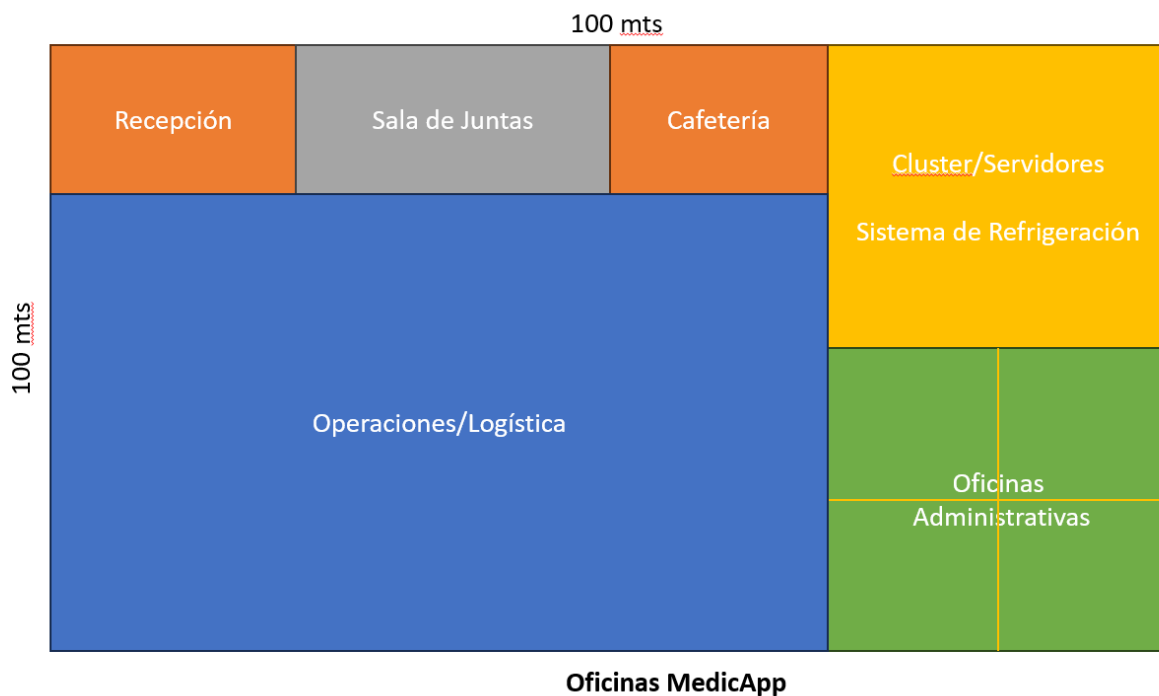 100 mts
Recepción
Sala de Juntas
Cafetería
Cluster/Servidores
Sistema de Refrigeración
100 mts
Operaciones/Logística
Oficinas
Administrativas
Oficinas MedicApp